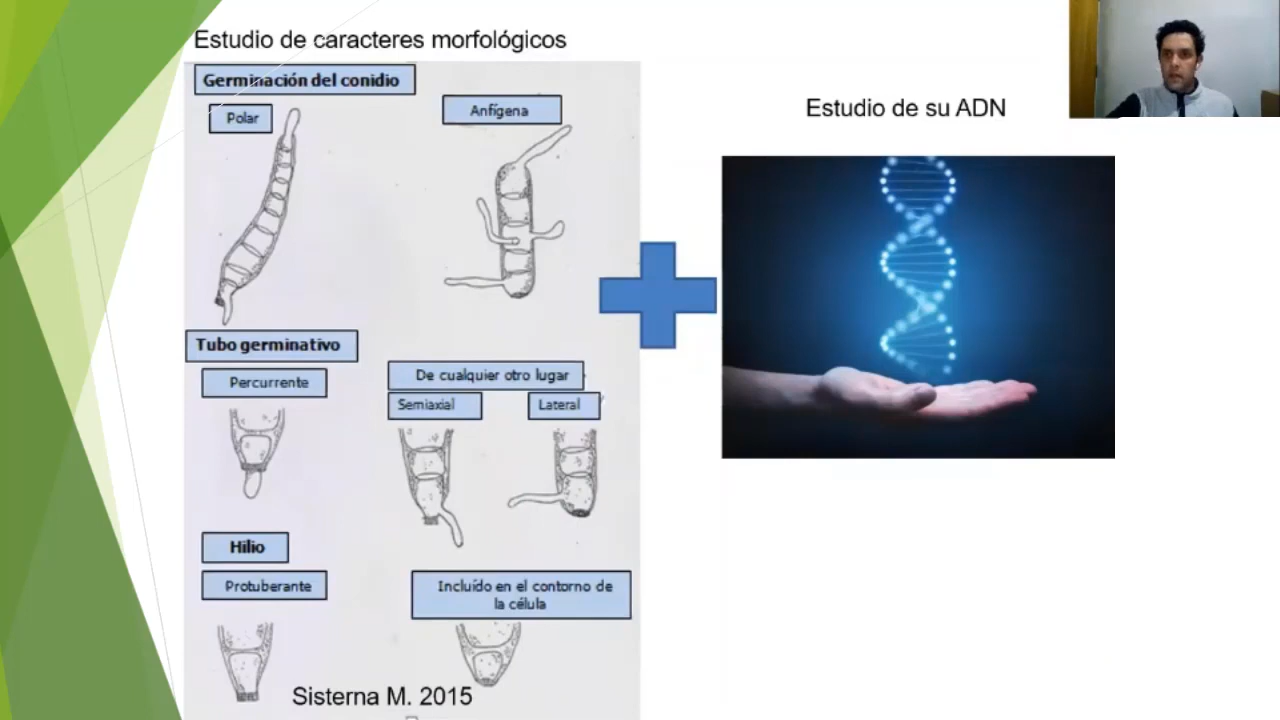 Estudio de caracteres morfológicos
Germinación del conidio
Polar
Anfígena
Tubo germinativo
Percurrente
De cualquier otro lugar
Semiaxial
Lateral
Hilio
Protuberante
Incluído en el contorno de
la célula
Sisterna M. 2015
Estudio de su ADN